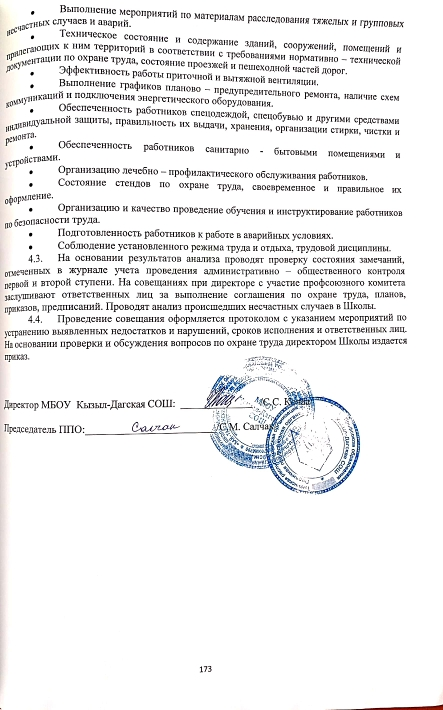 • Выполнение мероприятий по материалам расследования тяжелых и групповых
несчастных случаев и аварий.
• Техническое состояние и содержание зданий, сооружений, помещений и
прилегающих к ним территорий в соответствии с требованиями нормативно – технической
документации по охране труда, состояние проезжей и пешеходной частей дорог.
• Эффективность работы приточной и вытяжной вентиляции.
• Выполнение графиков планово – предупредительного ремонта, наличие схем
коммуникаций и подключения энергетического оборудования.
• Обеспеченность работников спецодеждой, спецобувью и другими средствами
индивидуальной защиты, правильность их выдачи, хранения, организации стирки, чистки и
ремонта.
• Обеспеченность работников санитарно - бытовыми помещениями и
устройствами.
• Организацию лечебно – профилактического обслуживания работников.
• Состояние стендов по охране труда, своевременное и правильное их
оформление.
• Организацию и качество проведение обучения и инструктирование работников
по безопасности труда.
• Подготовленность работников к работе в аварийных условиях.
• Соблюдение установленного режима труда и отдыха, трудовой дисциплины.
4.3. На основании результатов анализа проводят проверку состояния замечаний,
отмеченных в журнале учета проведения административно – общественного контроля
первой и второй ступени. На совещаниях при директоре с участие профсоюзного комитета
заслушивают ответственных лиц за выполнение соглашения по охране труда, планов,
приказов, предписаний. Проводят анализ происшедших несчастных случаев в Школы.
4.4. Проведение совещания оформляется протоколом с указанием мероприятий по
устранению выявленных недостатков и нарушений, сроков исполнения и ответственных лиц.
На основании проверки и обсуждения вопросов по охране труда директором Школы издается
приказ.
Директор МБОУ Кызыл-Дагская СОШ: С.С.
Председатель ППО: Салчак С.М. Салчак
173